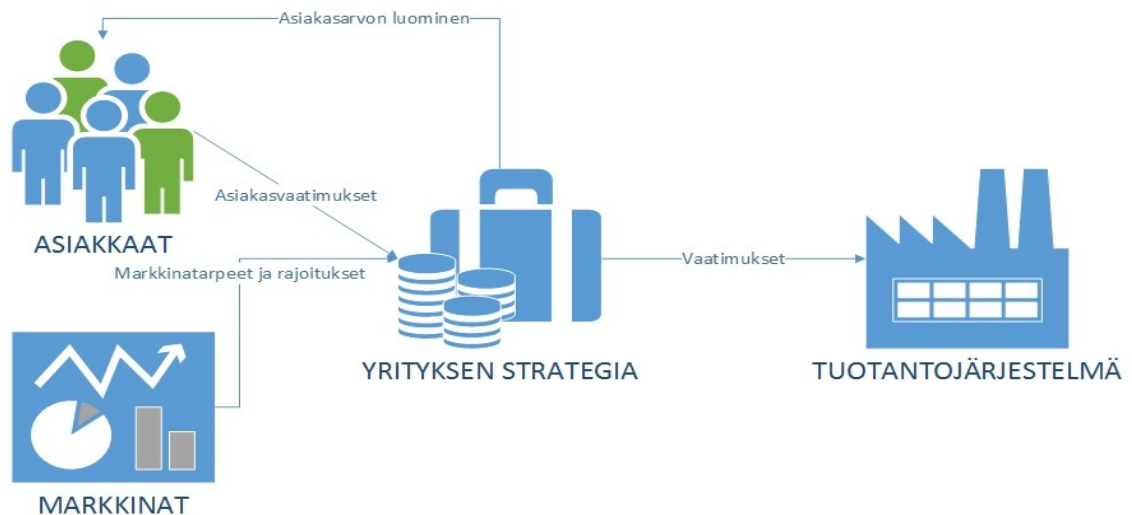 Asiakasarvon luominen
Asiakasvaatimukset
ASIAKKAAT
Markkinatarpeet ja rajoitukset
Vaatimukset
YRITYKSEN STRATEGIA
TUOTANTOJÄRJESTELMÄ
MARKKINAT